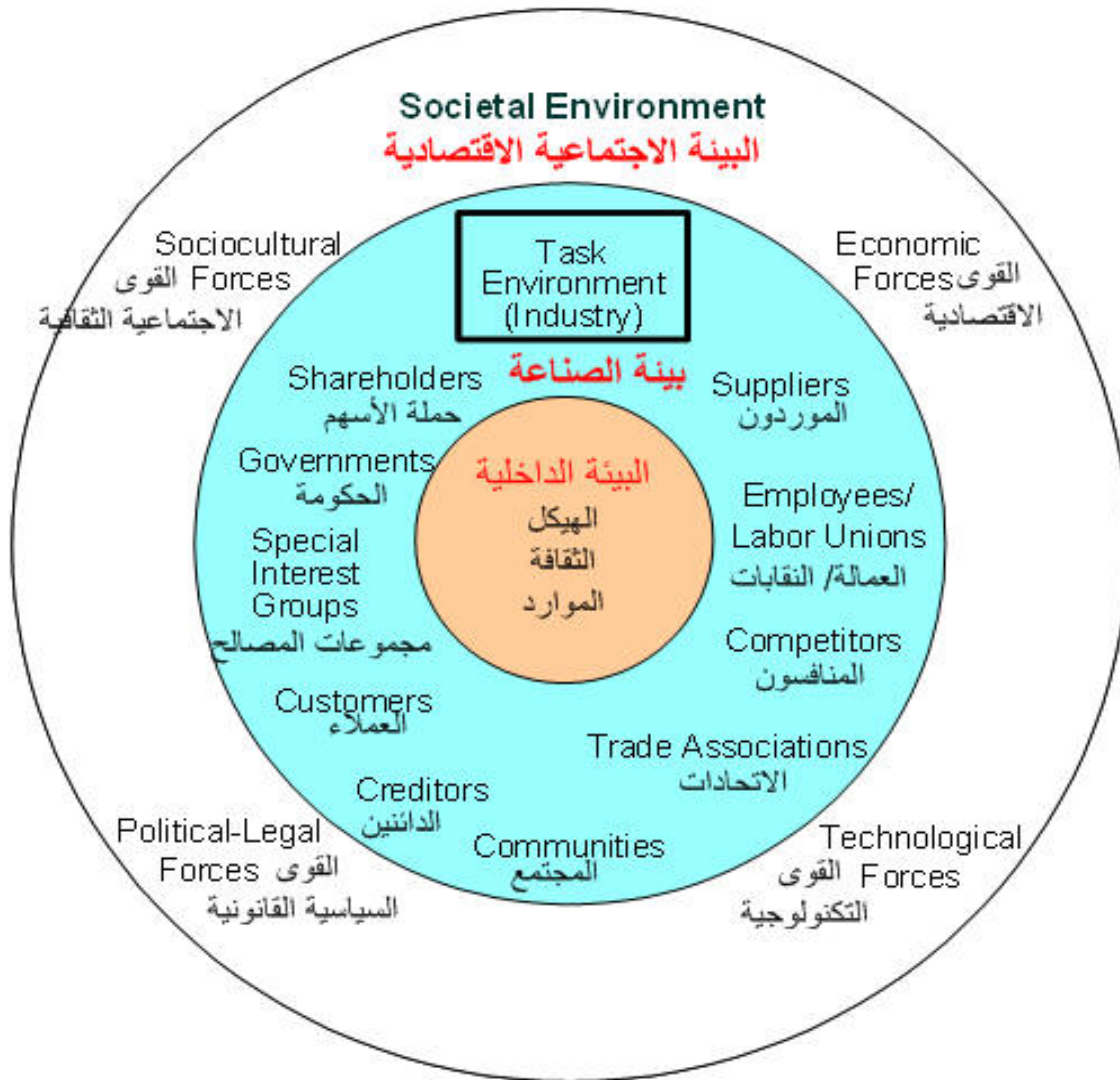 Societal Environment
البيئة الاجتماعية الاقتصادية
Sociocultural
Forces القوى
الاجتماعية الثقافية
Economic
Forces القوى
الاقتصادية
Task
Environment
(Industry)
بيئة الصناعة
Shareholders
حملة الأسهم
Governments
الحكومة
Special
Interest
Groups
مجموعات المصالح
Customers
العملاء
Creditors
الدائنين
Communities
المجتمع
Suppliers
الموردون
Employees/
Labor Unions
العمالة/ النقابات
Competitors
المنافسون
Trade Associations
الاتحادات
البيئة الداخلية
الهيكل
الثقافة
الموارد
Political-Legal
Forces القوى
السياسية القانونية
Technological
القوى Forces
التكنولوجية